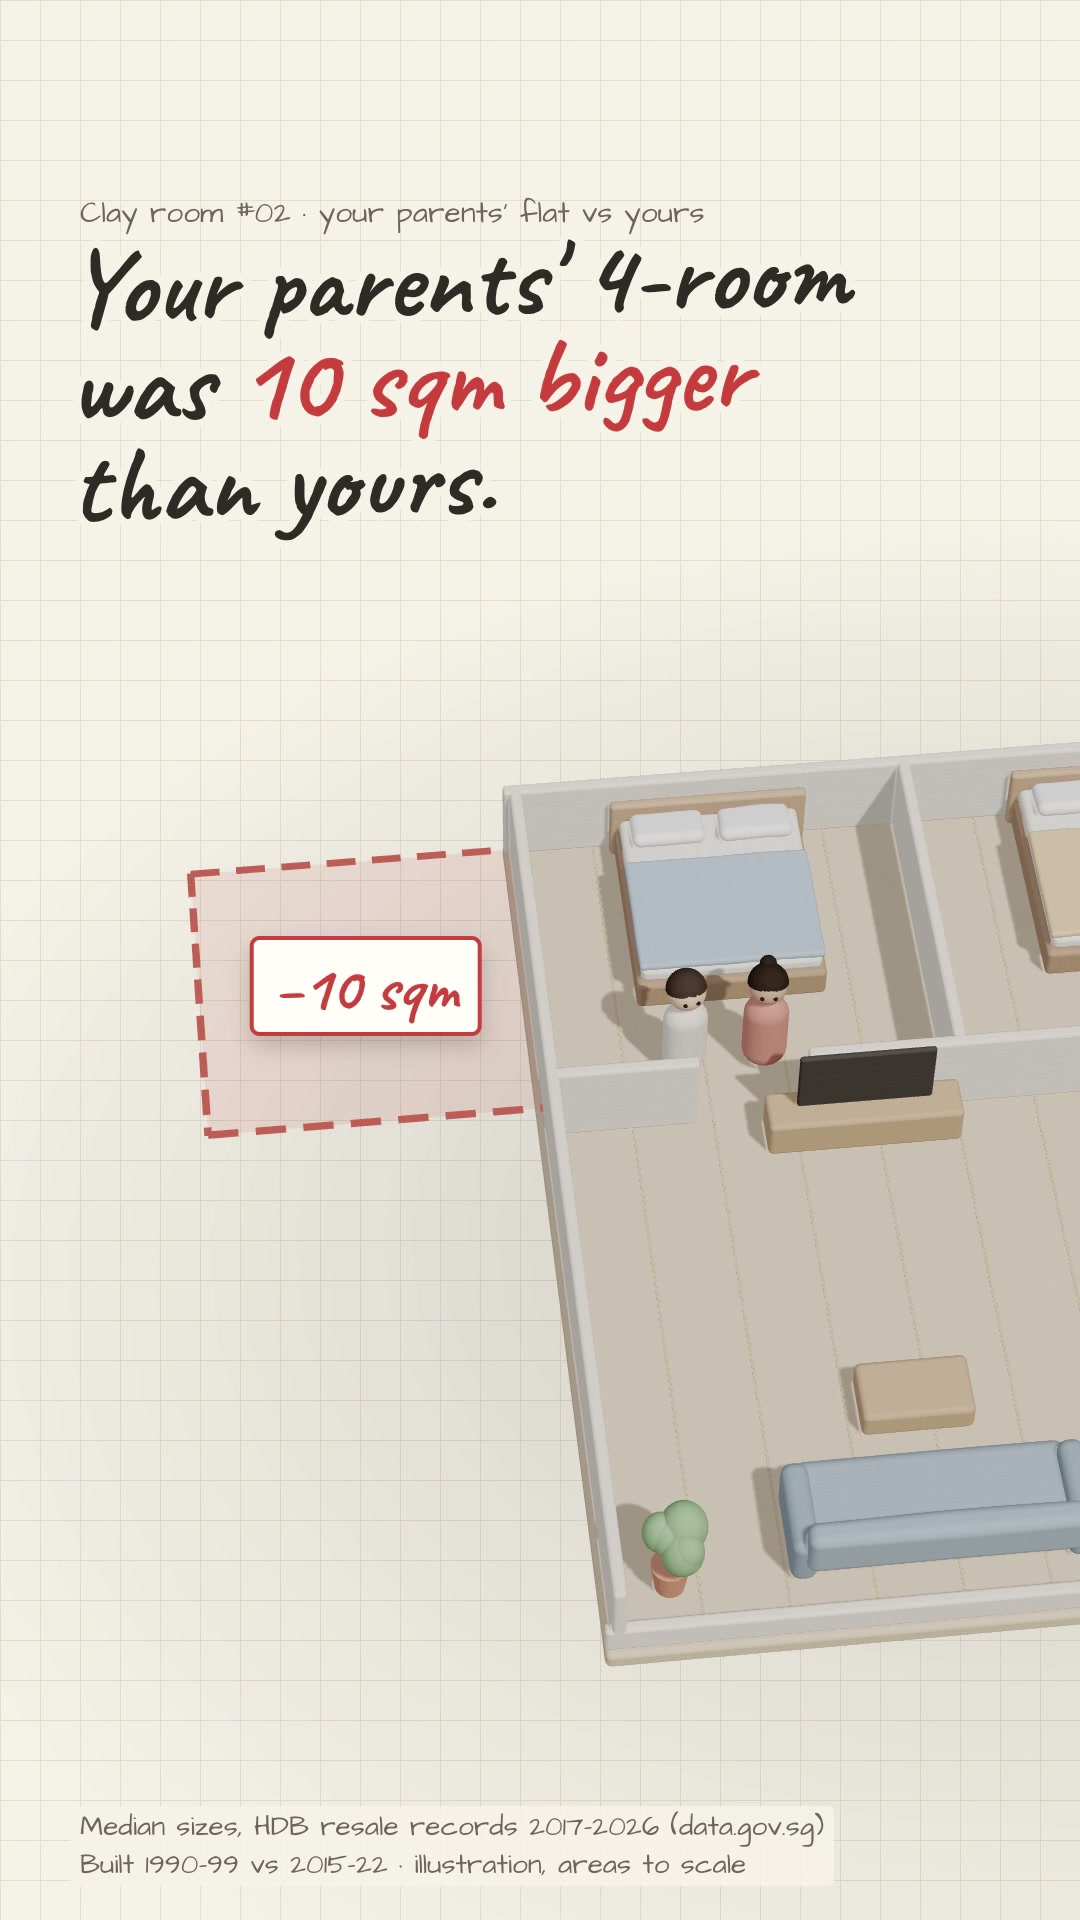 Clay room #02 · your parents' flat vs yours
Your parents' 4-room
was 10 sqm bigger
than yours.
–10 sqm
Median sizes, HDB resale records 2017-2026 (data.gov.sg)
Built 1990-99 vs 2015-22 · illustration, areas to scale